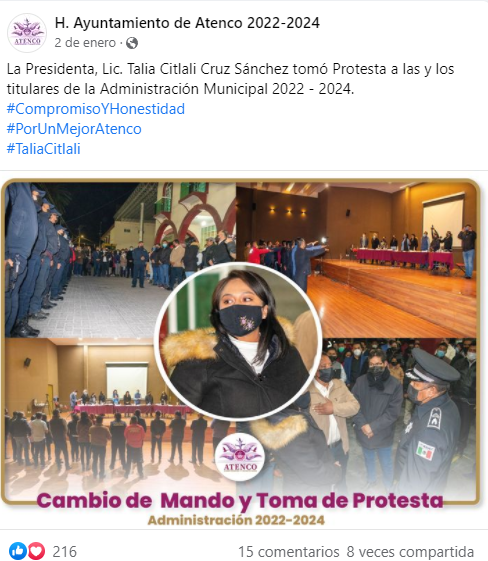 H. Ayuntamiento de Atenco 2022-2024
2 de enero ·
La Presidenta, Lic. Talia Citlali Cruz Sánchez tomó Protesta a las y los
titulares de la Administración Municipal 2022 - 2024.
#CompromisoYHonestidad
#PorUnMejorAtenco
#TaliaCitlali
ATENCO
Cambio de Mando y Toma de Protesta
Administración 2022-2024
216
15 comentarios 8 veces compartida